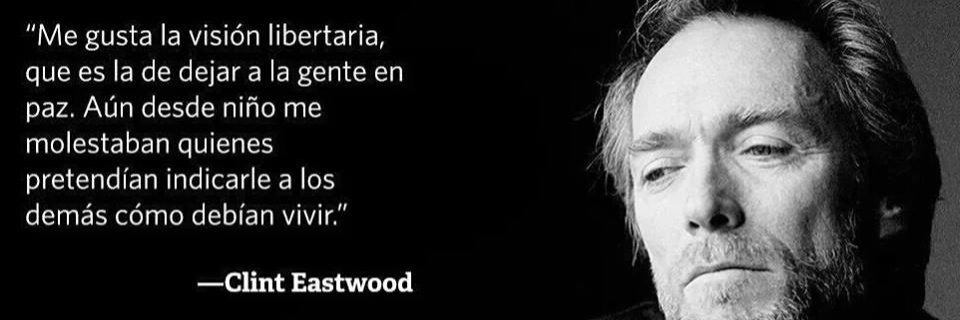 “Me gusta la visión libertaria,
que es la de dejar a la gente en
paz. Aún desde niño me
molestaban quienes
pretendían indicarle a los
demás cómo debían vivir.”
—Clint Eastwood